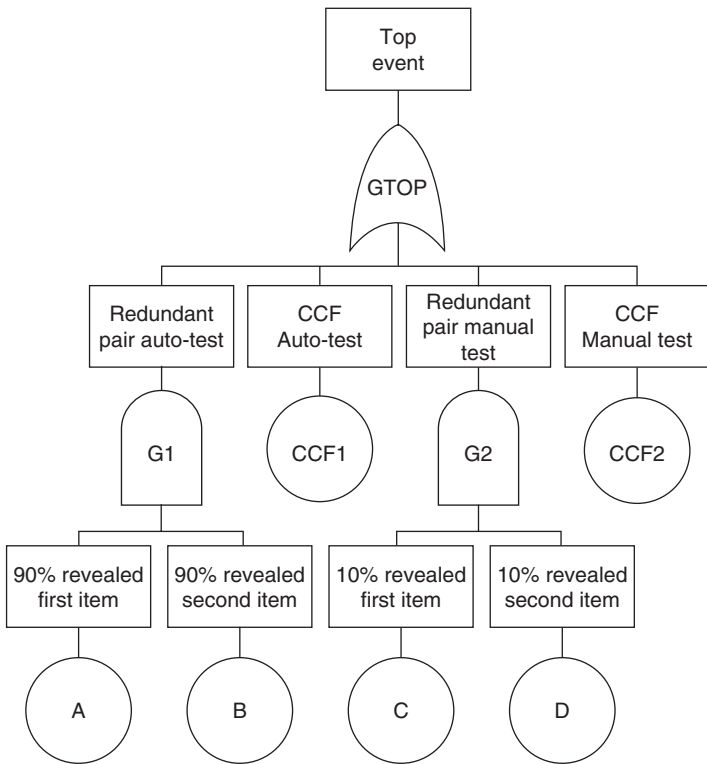 Top
event
GTOP
Redundant
pair auto-test
CCF
Auto-test
Redundant
pair manual
test
CCF
Manual test
G1
CCF1
G2
CCF2
90% revealed
first item
90% revealed
second item
10% revealed
first item
10% revealed
second item
A
B
C
D